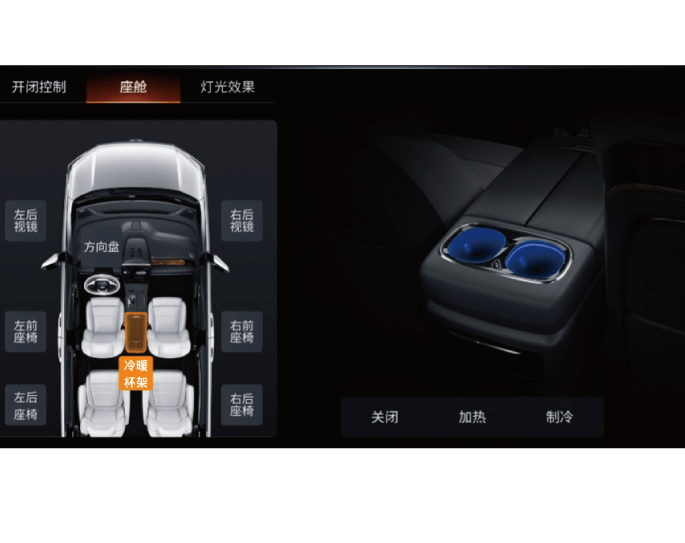 开闭控制 座舱 灯光效果
左后
视镜
右后
视镜
方向盘
左前
座椅
右前
座椅
冷暖
杯架
左后
座椅
右后
座椅
关闭 加热 制冷